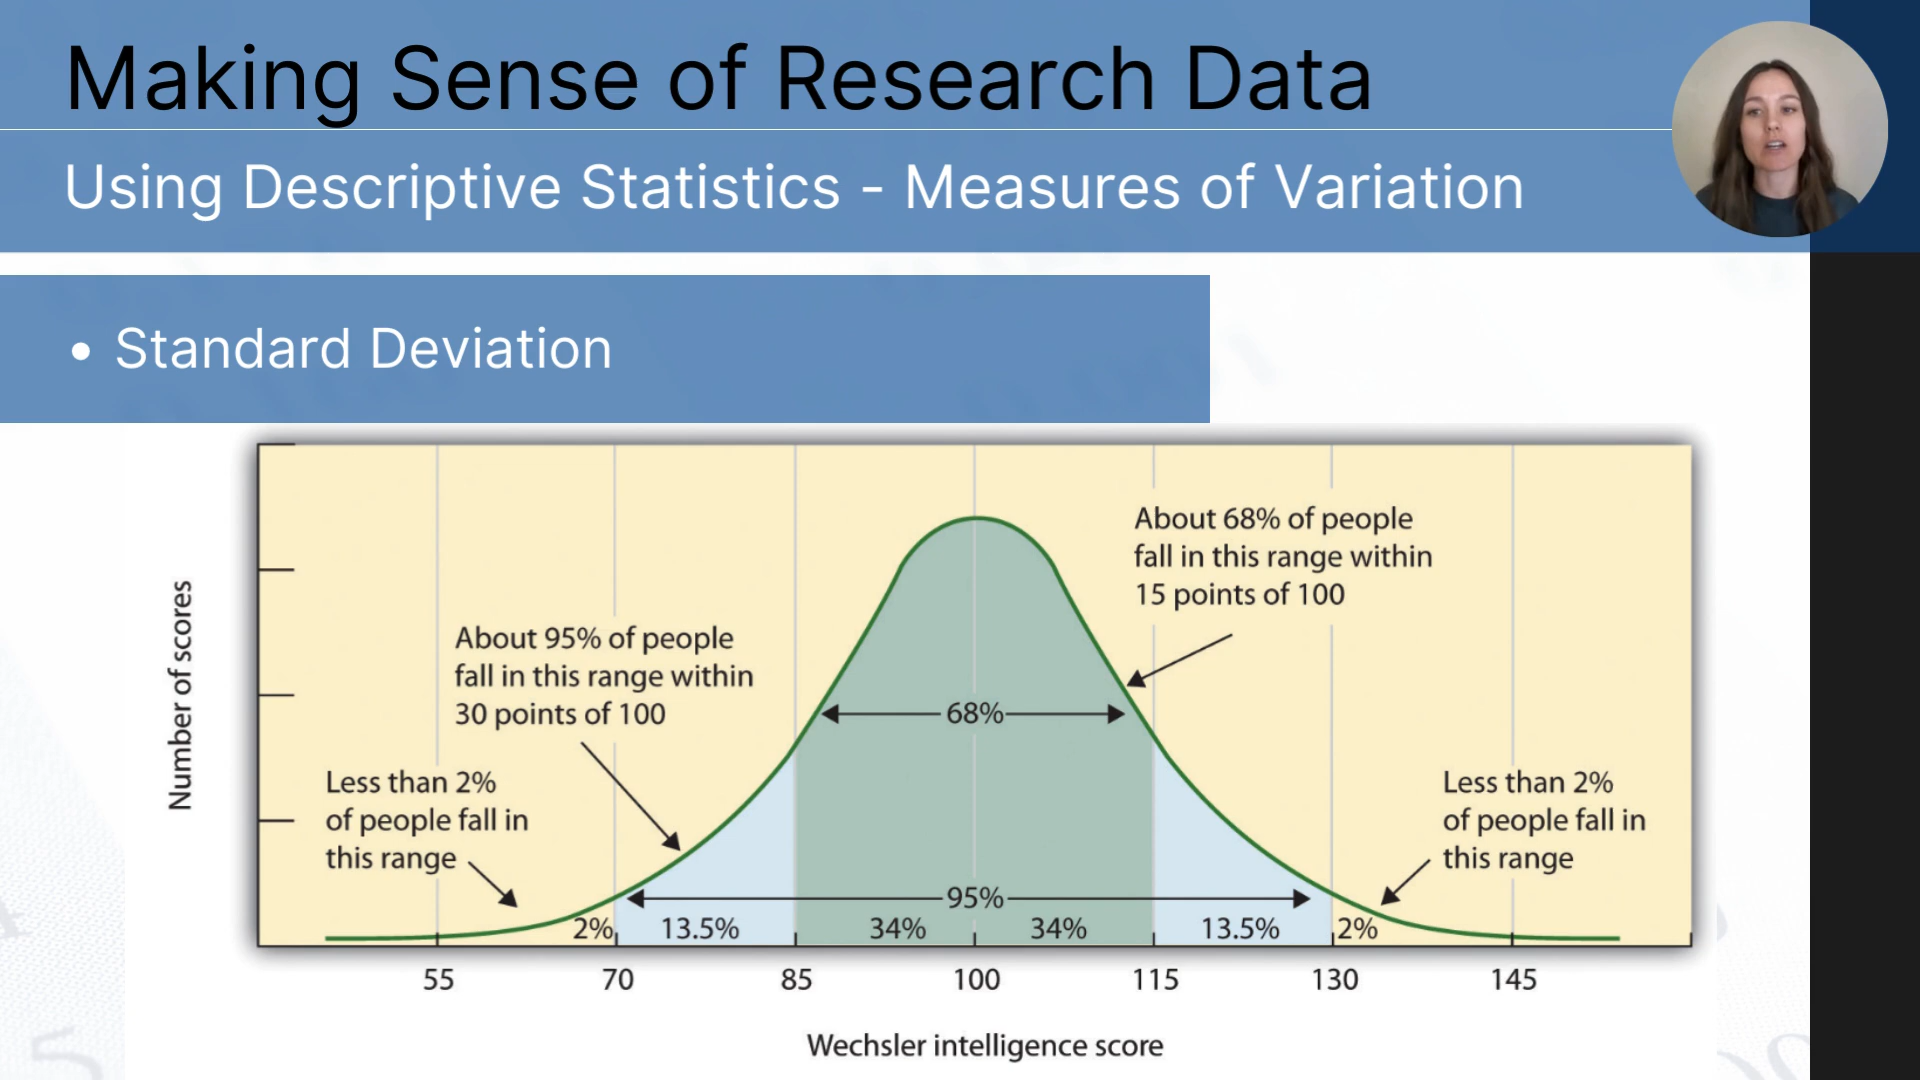 Making Sense of Research Data
Using Descriptive Statistics - Measures of Variation
• Standard Deviation
Number of scores
About 68% of people
fall in this range within
15 points of 100
About 95% of people
fall in this range within
30 points of 100
Less than 2%
of people fall in
this range
Less than 2%
of people fall in
this range
68%
95%
2% 13.5% 34% 34% 13.5% 2%
55 70 85 100 115 130 145
Wechsler intelligence score